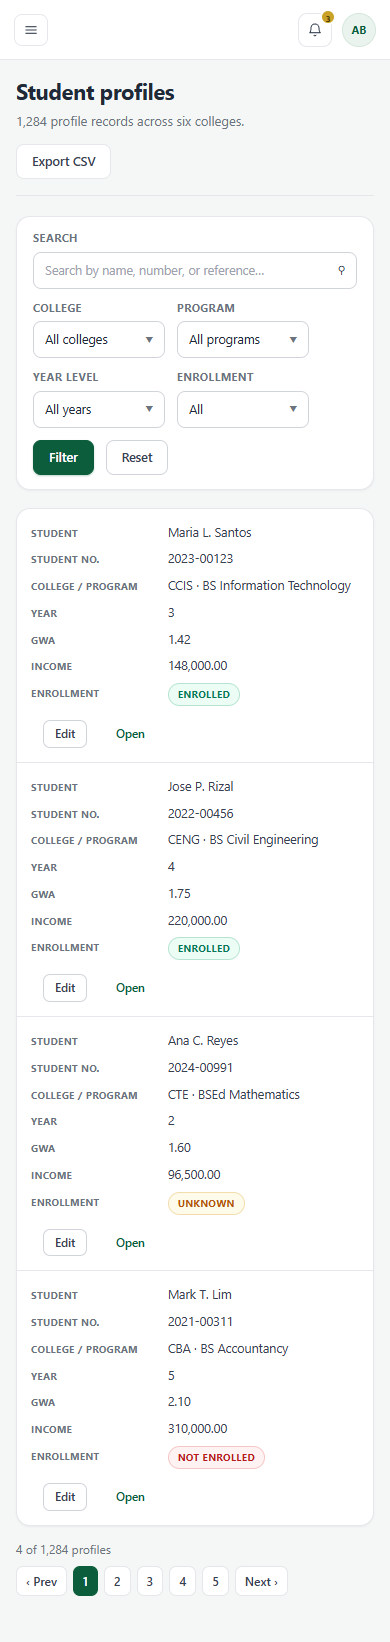 3
AB
Student profiles
1,284 profile records across six colleges.
Export CSV
SEARCH
Search by name, number, or reference...
COLLEGE PROGRAM
All colleges All programs
YEAR LEVEL ENROLLMENT
All years All
Filter Reset
STUDENT Maria L. Santos
STUDENT NO. 2023-00123
COLLEGE / PROGRAM CCIS · BS Information Technology
YEAR 3
GWA 1.42
INCOME 148,000.00
ENROLLMENT ENROLLED
Edit Open
STUDENT Jose P. Rizal
STUDENT NO. 2022-00456
COLLEGE / PROGRAM CENG · BS Civil Engineering
YEAR 4
GWA 1.75
INCOME 220,000.00
ENROLLMENT ENROLLED
Edit Open
STUDENT Ana C. Reyes
STUDENT NO. 2024-00991
COLLEGE / PROGRAM CTE · BSEd Mathematics
YEAR 2
GWA 1.60
INCOME 96,500.00
ENROLLMENT UNKNOWN
Edit Open
STUDENT Mark T. Lim
STUDENT NO. 2021-00311
COLLEGE / PROGRAM CBA · BS Accountancy
YEAR 5
GWA 2.10
INCOME 310,000.00
ENROLLMENT NOT ENROLLED
Edit Open
4 of 1,284 profiles
‹ Prev 1 2 3 4 5 Next ›